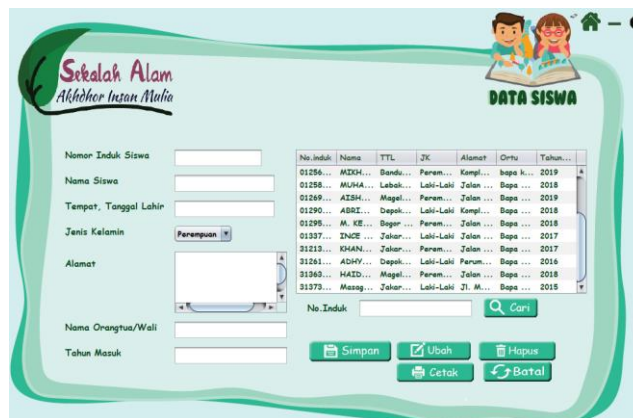 Sekolah Alam
Akhdhor Insan Mulia
DATA SISWA
Nomor Induk Siswa
Nama Siswa
Tempat, Tanggal Lahir
Jenis Kelamin
Perempuan
Alamat
Nama Orangtua/Wali
Tahun Masuk
No.Induk Nama TTL JK Alamat Ortu Tahun...
01256... MIKH... Bandu... Perem... Kompl... bapa k... 2019
01258... MUHA... Lebak... Laki-Laki Jalan ... Bapa ... 2018
01269... AISH... Magel... Perem... Jalan ... Bapa ... 2019
01290... ABRI... Depok... Laki-Laki Kompl... Bapa ... 2018
01295... M. KE... Bogor ... Perem... Jalan ... Bapa ... 2018
01337... INCE ... Jakar... Laki-Laki Jalan ... Bapa ... 2017
31213... KHAN... Jakar... Perem... Jalan ... Bapa ... 2017
31261... ADHY... Depok... Laki-Laki Perum... Bapa ... 2016
31363... HAID... Magel... Perem... Jalan ... Bapa ... 2018
31373... Masag... Jakar... Laki-Laki Jl. M... Bapa ... 2015
No.Induk
Cari
Simpan Ubah Hapus
Cetak Batal